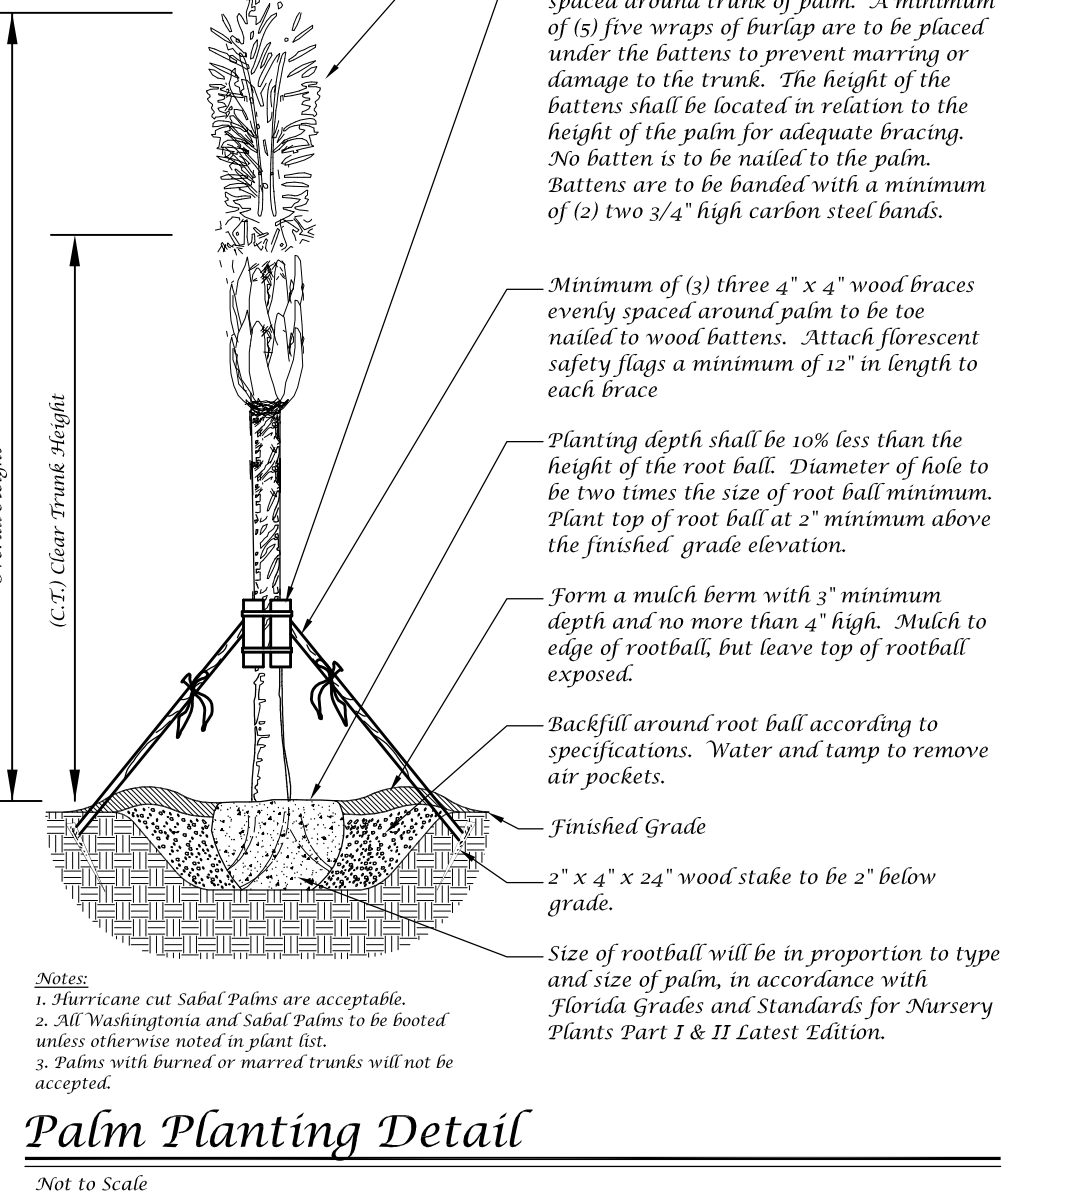 spaced around trunk of palm. A minimum
of (5) five wraps of burlap are to be placed
under the battens to prevent marring or
damage to the trunk. The height of the
battens shall be located in relation to the
height of the palm for adequate bracing.
No batten is to be nailed to the palm.
Battens are to be banded with a minimum
of (2) two 3/4" high carbon steel bands.
Minimum of (3) three 4" x 4" wood braces
evenly spaced around palm to be toe
nailed to wood battens. Attach florescent
safety flags a minimum of 12" in length to
each brace
(C.T.) Clear Trunk Height
Planting depth shall be 10% less than the
height of the root ball. Diameter of hole to
be two times the size of root ball minimum.
Plant top of root ball at 2" minimum above
the finished grade elevation.
Form a mulch berm with 3" minimum
depth and no more than 4" high. Mulch to
edge of rootball, but leave top of rootball
exposed.
Backfill around root ball according to
specifications. Water and tamp to remove
air pockets.
Finished Grade
2" x 4" x 24" wood stake to be 2" below
grade.
Size of rootball will be in proportion to type
and size of palm, in accordance with
Florida Grades and Standards for Nursery
Plants Part I & II Latest Edition.
Notes:
1. Hurricane cut Sabal Palms are acceptable.
2. All Washingtonia and Sabal Palms to be booted
unless otherwise noted in plant list.
3. Palms with burned or marred trunks will not be
accepted.
Palm Planting Detail
Not to Scale